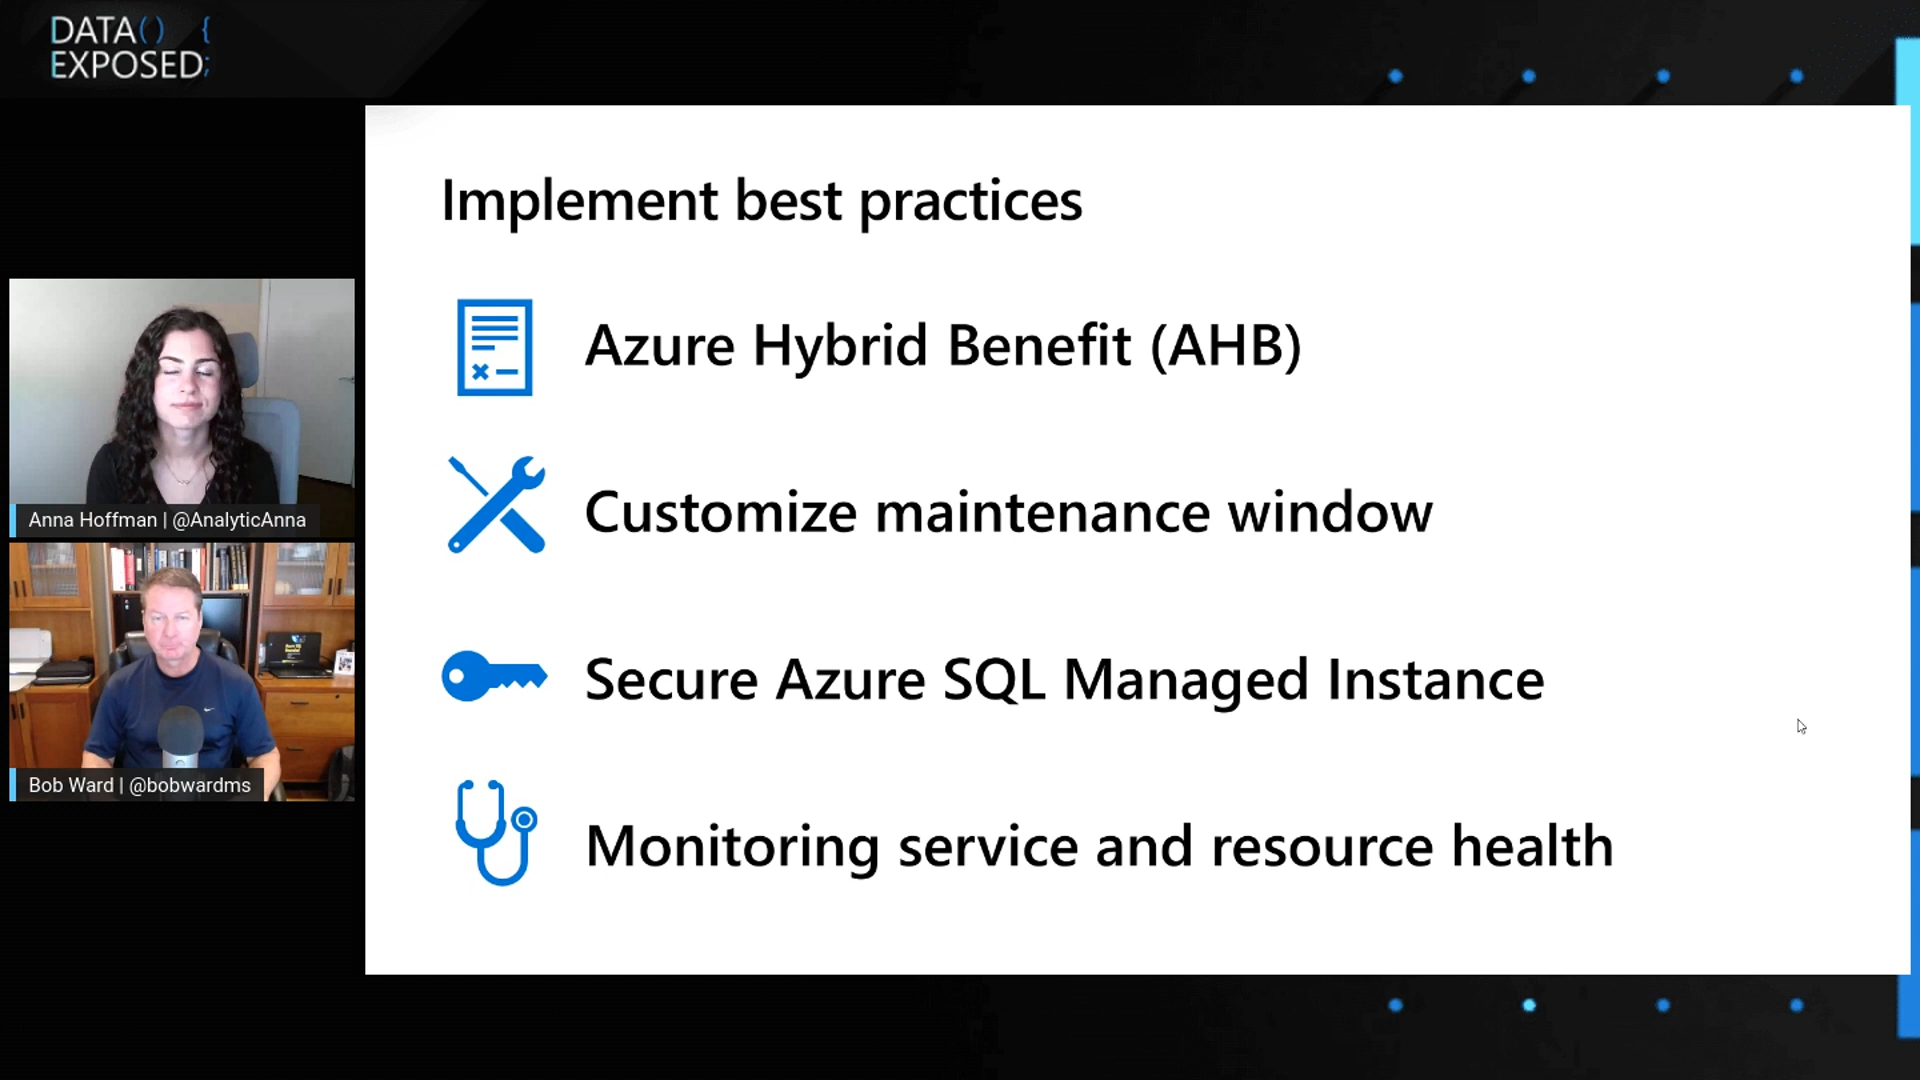 DATA() {
EXPOSED;
Implement best practices
Azure Hybrid Benefit (AHB)
Customize maintenance window
Secure Azure SQL Managed Instance
Monitoring service and resource health
Anna Hoffman | @AnalyticAnna
Bob Ward | @bobwardms